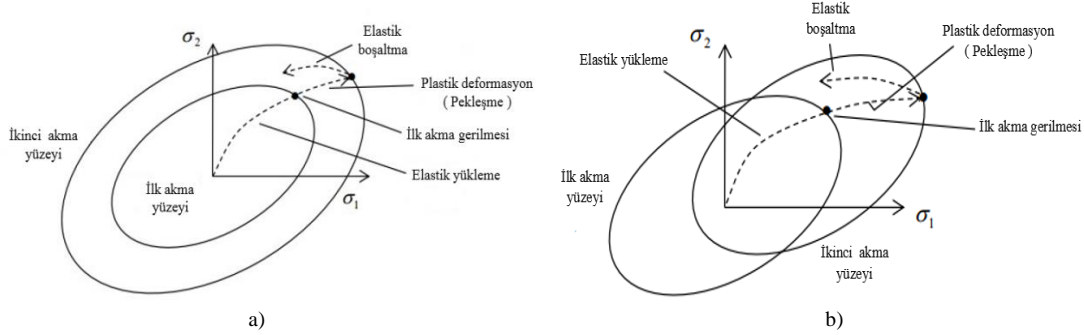 Elastik
boşaltma
σ₂
Plastik deformasyon
( Pekleşme )
İkinci akma
yüzeyi
İlk akma gerilmesi
Elastik yükleme
İlk akma
yüzeyi
σ₁
a)
Elastik
boşaltma
σ₂
Plastik deformasyon
( Pekleşme )
Elastik yükleme
İlk akma gerilmesi
İlk akma
yüzeyi
σ₁
İkinci akma
yüzeyi
b)